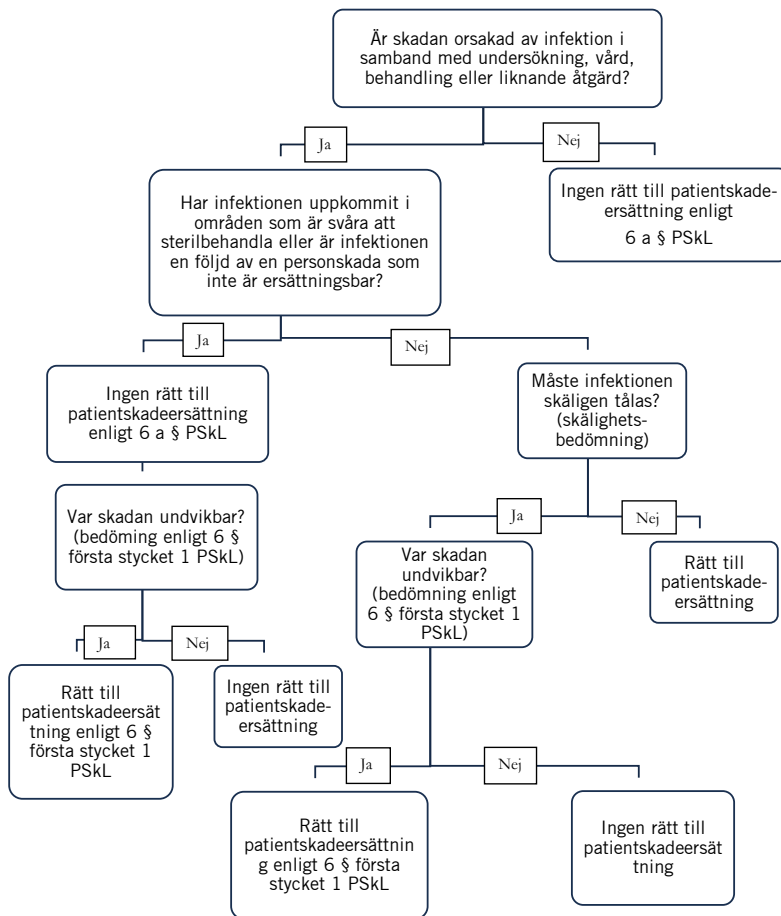 Är skadan orsakad av infektion i
samband med undersökning, vård,
behandling eller liknande åtgärd?
Ja
Nej
Har infektionen uppkommit i
områden som är svåra att
sterilbehandla eller är infektionen
en följd av en personskada som
inte är ersättningsbar?
Ingen rätt till patientskade-
ersättning enligt
6 a § PSkL
Ja
Nej
Ingen rätt till
patientskadeersättning
enligt 6 a § PSkL
Måste infektionen
skäligen tålas?
(skälighets-
bedömning)
Var skadan undvikbar?
(bedöming enligt 6 §
första stycket 1 PSkL)
Ja
Nej
Var skadan
undvikbar?
(bedömning enligt
6 § första stycket 1
PSkL)
Rätt till
patientskade-
ersättning
Ja
Nej
Rätt till
patientskadeersät
tning enligt 6 §
första stycket 1
PSkL
Ingen rätt till
patientskade-
ersättning
Ja
Nej
Rätt till
patientskadeersättnin
g enligt 6 § första
stycket 1 PSkL
Ingen rätt till
patientskadeersät
tning